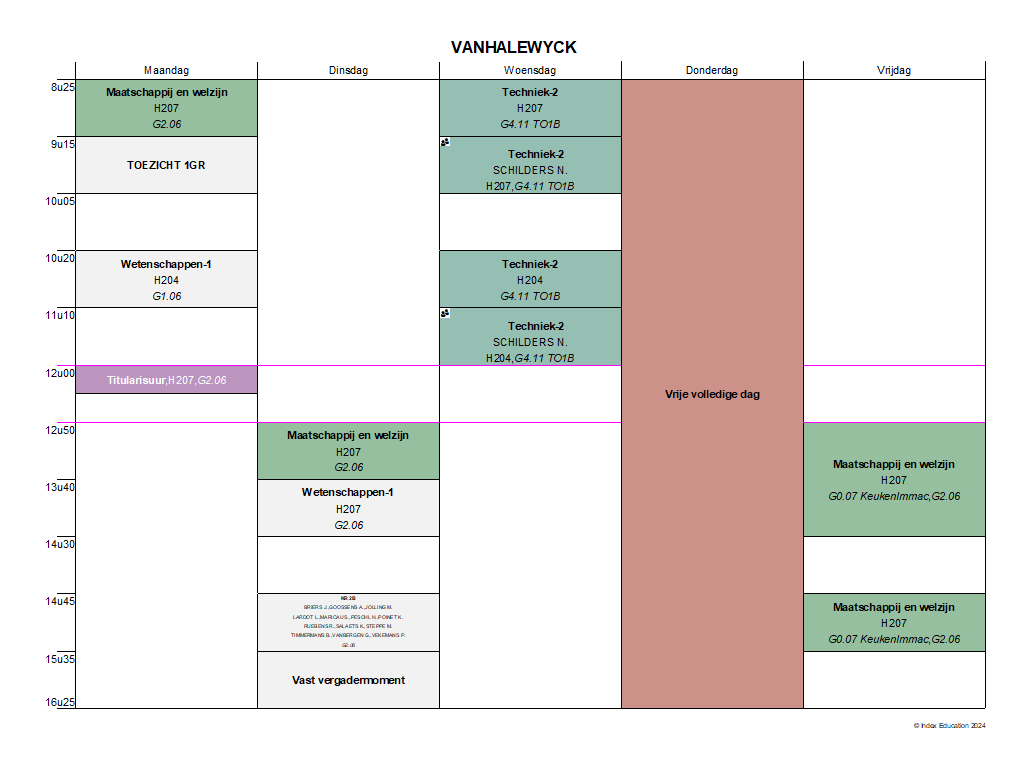 VANHALEWYCK
Maandag
Dinsdag
Woensdag
Donderdag
Vrijdag
8u25
9u15
10u05
10u20
11u10
12u00
12u50
13u40
14u30
14u45
15u35
16u25
Maatschappij en welzijn
H207
G2.06
TOEZICHT 1GR
Wetenschappen-1
H204
G1.06
Titularisuur,H207,G2.06
Maatschappij en welzijn
H207
G2.06
Wetenschappen-1
H207
G2.06
KR 2B
BRIERS J.,GOOSSENS A.,JOLLING M.
LARDOT L.,MARICAU S.,PESCH I. H.,POINET K.
RUEBENS R.,SALAETS K.,STEPPE M.
TIMMERMANS B.,VANBERGEN G.,VEKEMANS P.
G2.06
Vast vergadermoment
Techniek-2
H207
G4.11 TO1B
Techniek-2
SCHILDERS N.
H207,G4.11 TO1B
Techniek-2
H204
G4.11 TO1B
Techniek-2
SCHILDERS N.
H204,G4.11 TO1B
Vrije volledige dag
Maatschappij en welzijn
H207
G0.07 KeukenImmac,G2.06
Maatschappij en welzijn
H207
G0.07 KeukenImmac,G2.06
© Index Education 2024